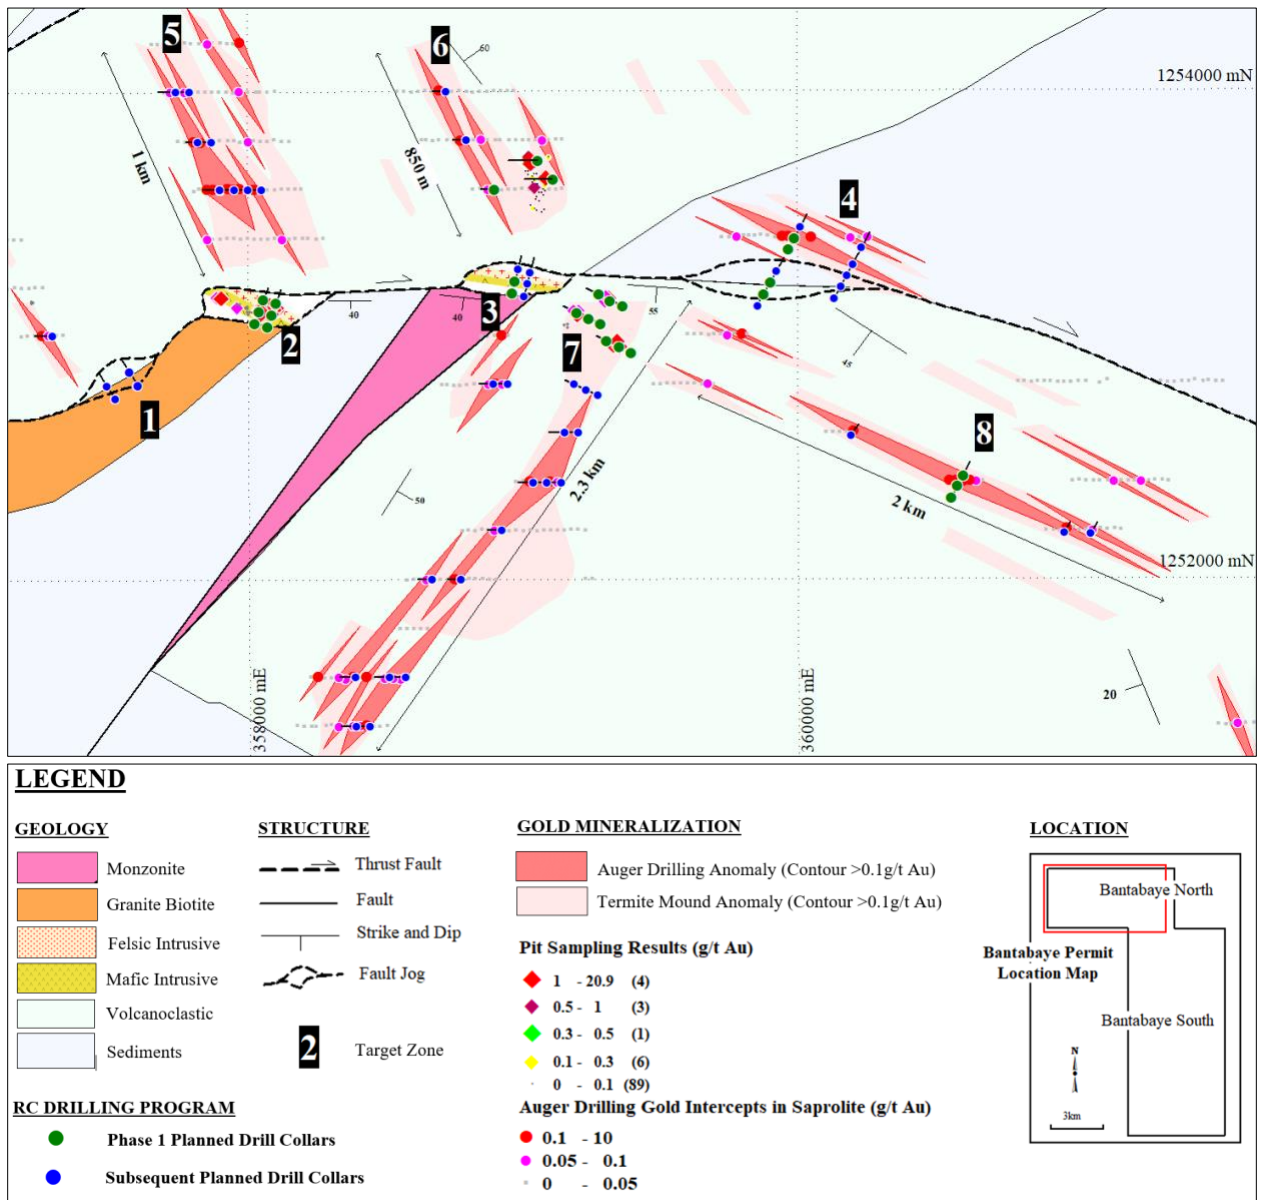 5
6
60
1254000 mN
1 km
850 m
4
3
2
40
40
55
7
45
1
8
50
2.3 km
2 km
1252000 mN
358000 mE
360000 mE
20
LEGEND
GEOLOGY
Monzonite
Granite Biotite
Felsic Intrusive
Mafic Intrusive
Volcanoclastic
Sediments
STRUCTURE
Thrust Fault
Fault
Strike and Dip
Fault Jog
2 Target Zone
RC DRILLING PROGRAM
Phase 1 Planned Drill Collars
Subsequent Planned Drill Collars
GOLD MINERALIZATION
Auger Drilling Anomaly (Contour >0.1g/t Au)
Termite Mound Anomaly (Contour >0.1g/t Au)
Pit Sampling Results (g/t Au)
1 - 20.9 (4)
0.5 - 1 (3)
0.3 - 0.5 (1)
0.1 - 0.3 (6)
0 - 0.1 (89)
Auger Drilling Gold Intercepts in Saprolite (g/t Au)
0.1 - 10
0.05 - 0.1
0 - 0.05
LOCATION
Bantabaye North
Bantabaye Permit
Location Map
Bantabaye South
N
3km